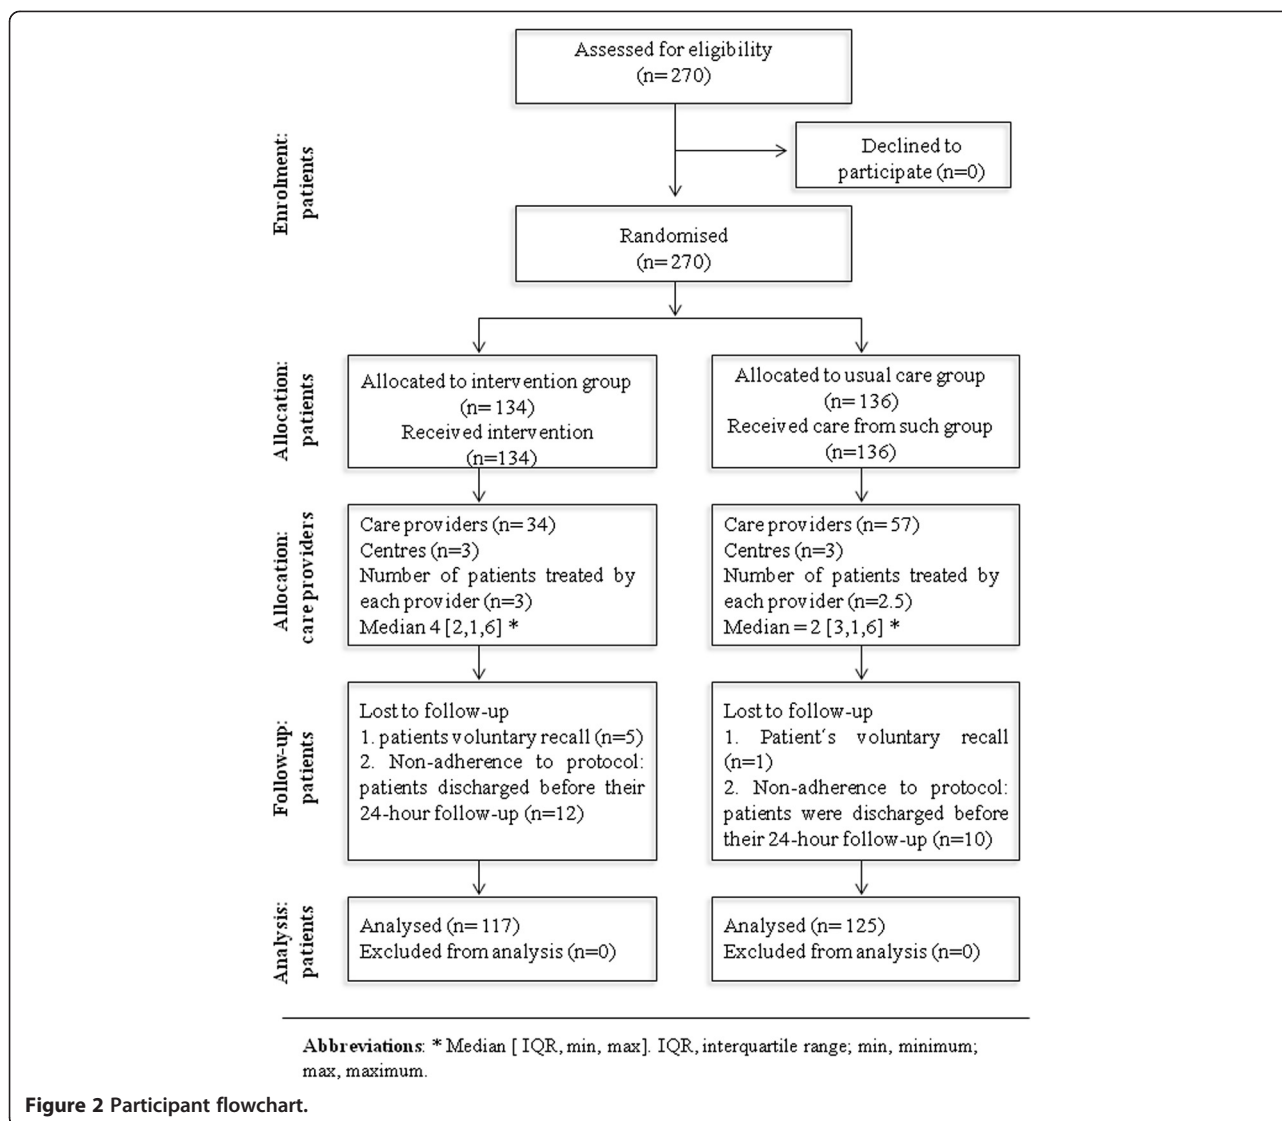 Assessed for eligibility
(n=270)
Enrolment:
patients
Declined to
participate (n=0)
Randomised
(n=270)
Allocation:
patients
Allocated to intervention group
(n=134)
Received intervention
(n=134)
Allocated to usual care group
(n=136)
Received care from such group
(n=136)
Allocation:
care providers
Care providers (n=34)
Centres (n=3)
Number of patients treated by
each provider (n=3)
Median 4 [2,1,6] *
Care providers (n=57)
Centres (n=3)
Number of patients treated by
each provider (n=2.5)
Median = 2 [3,1,6] *
Follow-up:
patients
Lost to follow-up
1. patients voluntary recall (n=5)
2. Non-adherence to protocol:
patients discharged before their
24-hour follow-up (n=12)
Lost to follow-up
1. Patient´s voluntary recall
(n=1)
2. Non-adherence to protocol:
patients were discharged before
their 24-hour follow-up (n=10)
Analysis:
patients
Analysed (n=117)
Excluded from analysis (n=0)
Analysed (n=125)
Excluded from analysis (n=0)
Abbreviations: * Median [ IQR, min, max]. IQR, interquartile range; min, minimum;
max, maximum.
Figure 2 Participant flowchart.